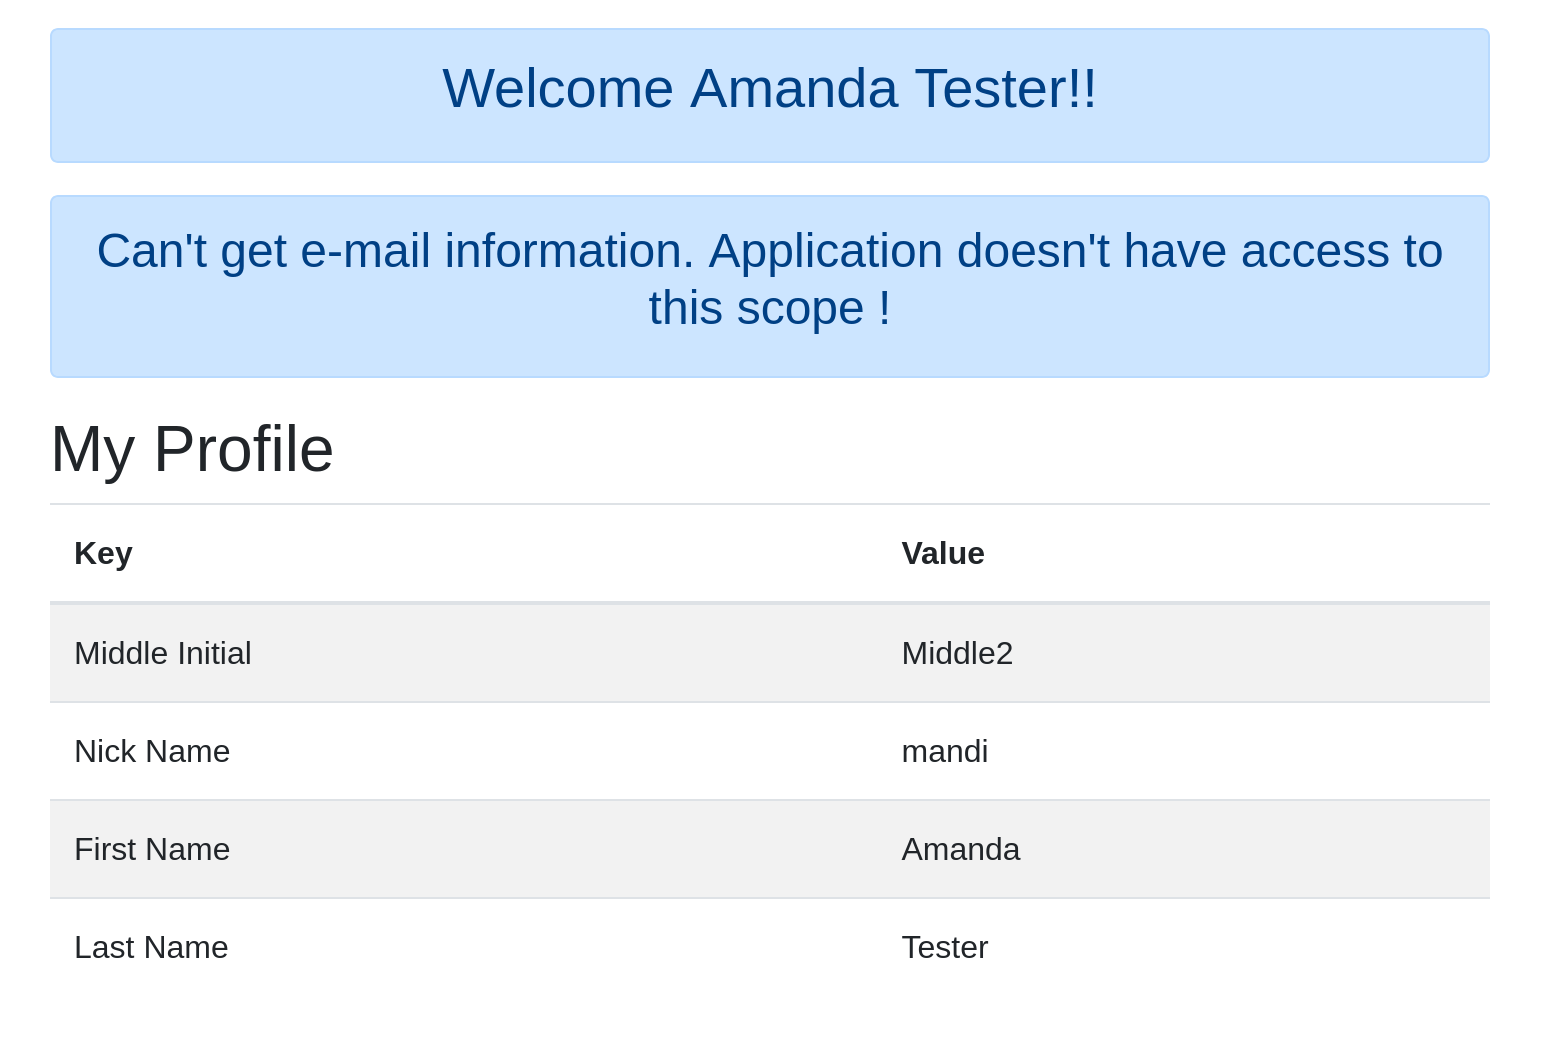 Welcome Amanda Tester!!
Can't get e-mail information. Application doesn't have access to
this scope !
My Profile
Key Value
Middle Initial Middle2
Nick Name mandi
First Name Amanda
Last Name Tester